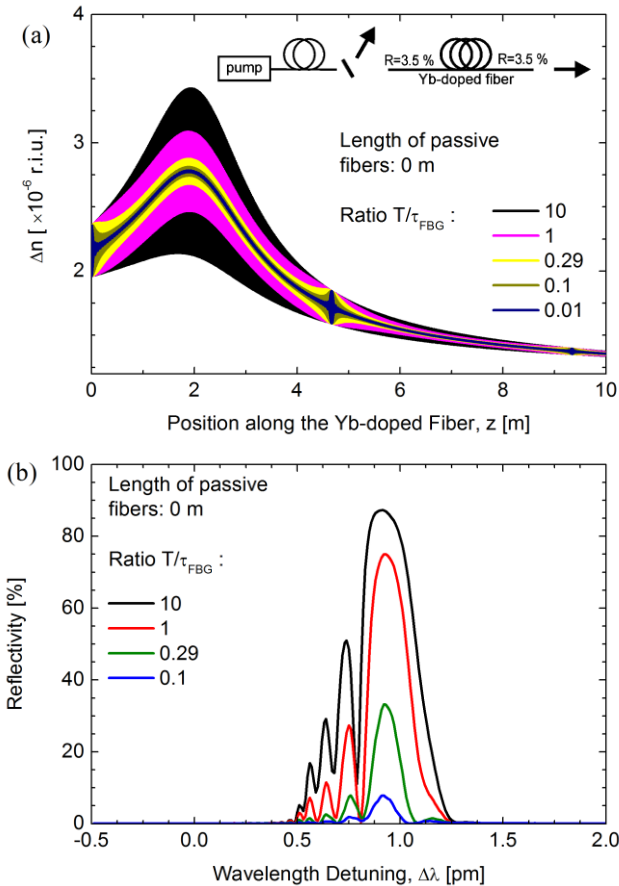 (a)
4
3
2
Δn [ ×10⁻⁶ r.i.u.]
pump
R=3.5 %
R=3.5 %
Yb-doped fiber
Length of passive
fibers: 0 m
Ratio T/τFBG :
10
1
0.29
0.1
0.01
0 2 4 6 8 10
Position along the Yb-doped Fiber, z [m]
(b)
100
80
60
40
20
0
Reflectivity [%]
Length of passive
fibers: 0 m
Ratio T/τFBG :
10
1
0.29
0.1
-0.5 0.0 0.5 1.0 1.5 2.0
Wavelength Detuning, Δλ [pm]